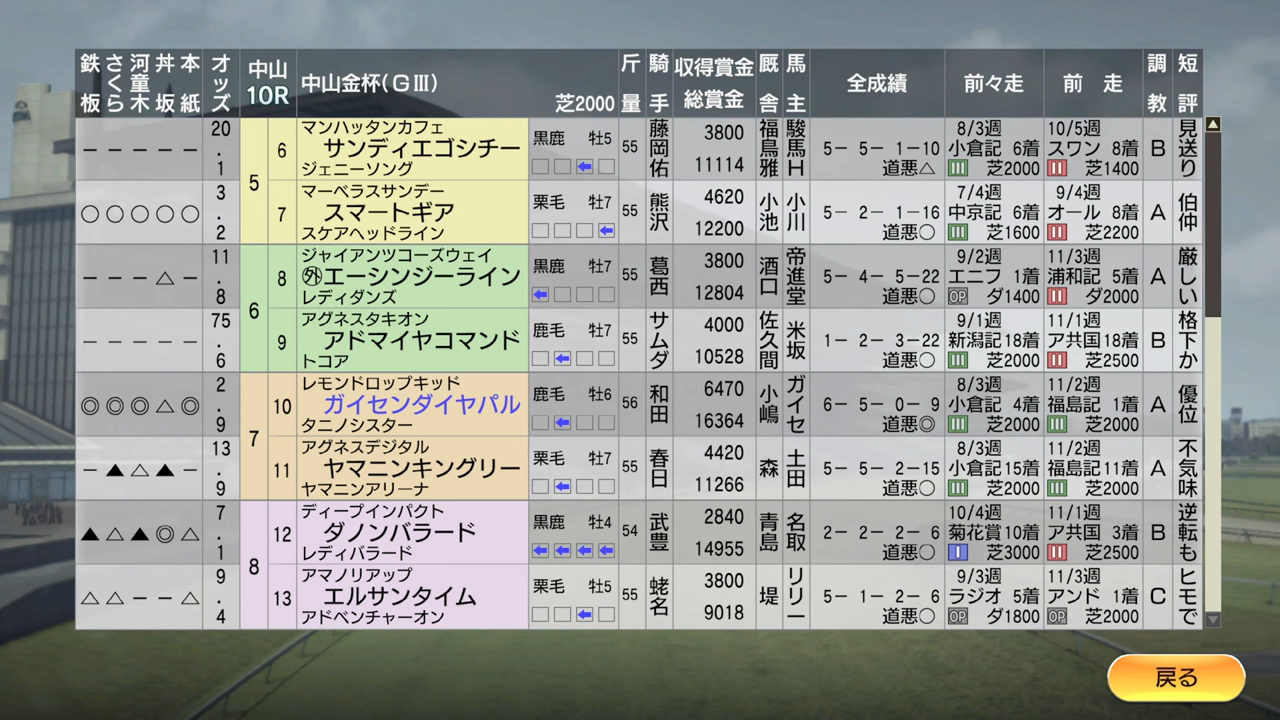 鉄板 さくら 河童木 丼坂 本紙 オッズ 中山10R 中山金杯(GⅢ) 芝2000 斤量 騎手 収得賞金 総賞金 厩舎 馬主 全成績 前々走 前 走 調教 短評
－ － － － － 20.1 5 6 マンハッタンカフェ 黒鹿 牡5 55 藤岡佑 3800 福島雅 駿馬H 5－ 5－ 1－10 8/3週 10/5週 B 見送り
サンディエゴシチー 小倉記 6着 スワン 8着
ジェニーソング 11114 道悪△ Ⅲ 芝2000 Ⅱ 芝1400
○ ○ ○ ○ ○ 3.2 7 マーベラスサンデー 栗毛 牡7 55 熊沢 4620 小池 小川 5－ 2－ 1－16 7/4週 9/4週 A 伯仲
スマートギア 中京記 6着 オール 8着
スケアヘッドライン 12200 道悪○ Ⅲ 芝1600 Ⅱ 芝2200
－ － － △ － 11.8 6 8 ジャイアンツコーズウェイ 黒鹿 牡7 55 葛西 3800 酒口 帝進堂 5－ 4－ 5－22 9/2週 11/3週 A 厳しい
外 エーシンジーライン エニフ 1着 浦和記 5着
レディダンズ 12804 道悪○ OP ダ1400 Ⅱ ダ2000
－ － － － － 75.6 9 アグネスタキオン 鹿毛 牡7 55 サムダ 4000 佐久間 米坂 1－ 2－ 3－22 9/1週 11/1週 B 格下か
アドマイヤコマンド 新潟記18着 ア共国18着
トコア 10528 道悪○ Ⅲ 芝2000 Ⅱ 芝2500
◎ ◎ ◎ △ ◎ 2.9 7 10 レモンドロップキッド 鹿毛 牡6 56 和田 6470 小嶋 ガイセ 6－ 5－ 0－ 9 8/3週 11/2週 A 優位
ガイセンダイヤパル 小倉記 4着 福島記 1着
タニノシスター 16364 道悪◎ Ⅲ 芝2000 Ⅲ 芝2000
－ ▲ △ ▲ － 13.9 11 アグネスデジタル 栗毛 牡7 55 春日 4420 森 土田 5－ 5－ 2－15 8/3週 11/2週 A 不気味
ヤマニンキングリー 小倉記15着 福島記11着
ヤマニンアリーナ 11266 道悪○ Ⅲ 芝2000 Ⅲ 芝2000
▲ △ ▲ ◎ △ 7.1 8 12 ディープインパクト 黒鹿 牡4 54 武豊 2840 青島 名取 2－ 2－ 2－ 6 10/4週 11/1週 B 逆転も
ダノンバラード 菊花賞10着 ア共国 3着
レディバラード 14955 道悪○ Ⅰ 芝3000 Ⅱ 芝2500
△ △ － － △ 9.4 13 アマノリアップ 栗毛 牡5 55 蛯名 3800 堤 リリー 5－ 1－ 2－ 6 9/3週 11/3週 C ヒモで
エルサンタイム ラジオ 5着 アンド 1着
アドベンチャーオン 9018 道悪○ OP ダ1800 OP 芝2000
戻る